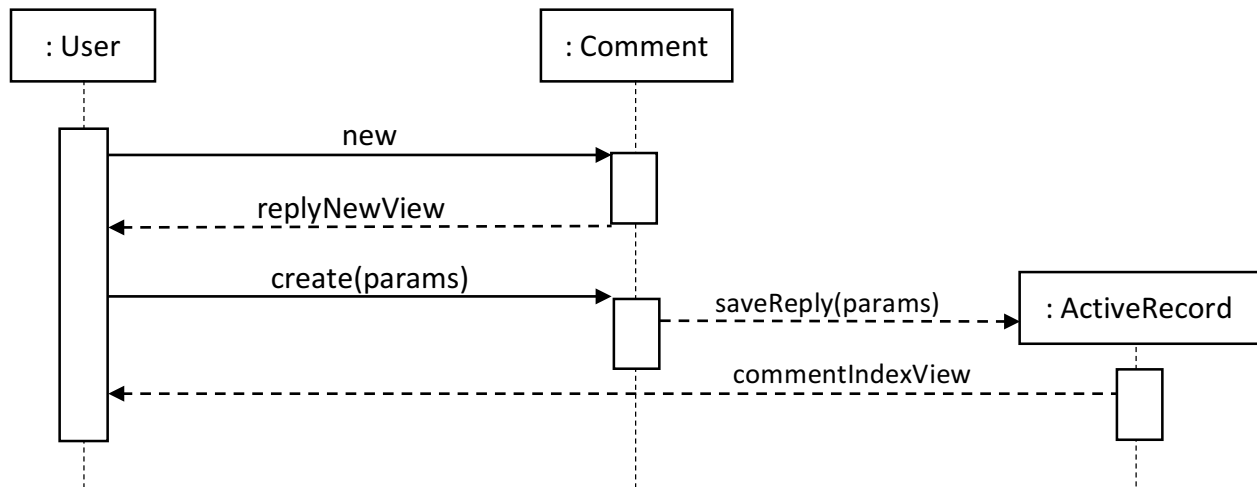 : User
: Comment
new
replyNewView
create(params)
saveReply(params)
: ActiveRecord
commentIndexView